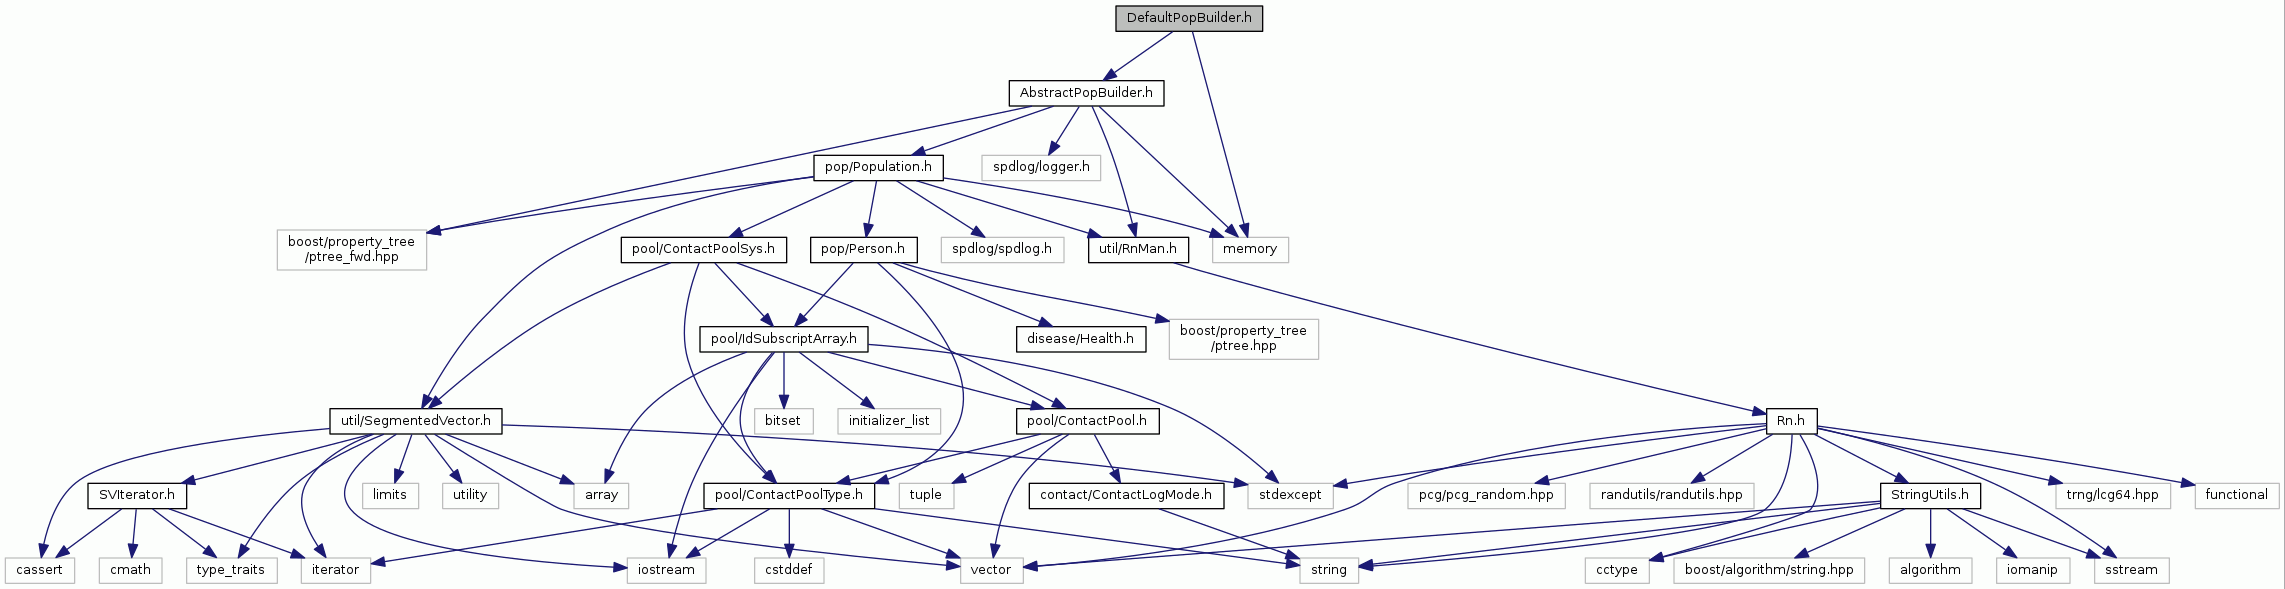 DefaultPopBuilder.h
AbstractPopBuilder.h
pop/Population.h
spdlog/logger.h
boost/property_tree
/ptree_fwd.hpp
pool/ContactPoolSys.h
pop/Person.h
spdlog/spdlog.h
util/RnMan.h
memory
pool/IdSubscriptArray.h
disease/Health.h
boost/property_tree
/ptree.hpp
util/SegmentedVector.h
bitset
initializer_list
pool/ContactPool.h
Rn.h
SVIterator.h
limits
utility
array
pool/ContactPoolType.h
tuple
contact/ContactLogMode.h
stdexcept
pcg/pcg_random.hpp
randutils/randutils.hpp
StringUtils.h
trng/lcg64.hpp
functional
cassert
cmath
type_traits
iterator
iostream
cstddef
vector
string
cctype
boost/algorithm/string.hpp
algorithm
iomanip
sstream